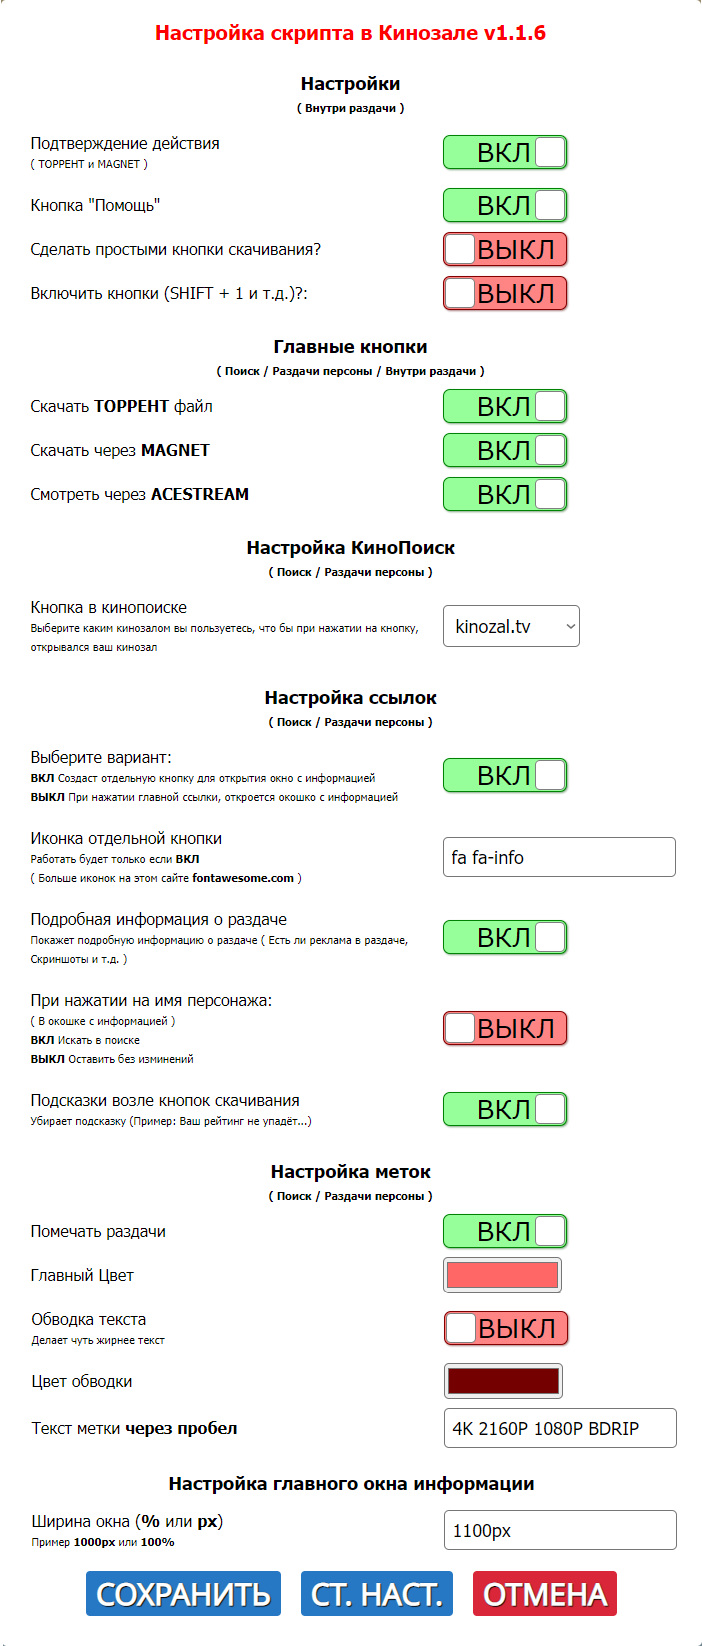 Настройка скрипта в Кинозале v1.1.6
Настройки
( Внутри раздачи )
Подтверждение действия
( ТОРРЕНТ и MAGNET )
ВКЛ
Кнопка "Помощь"
ВКЛ
Сделать простыми кнопки скачивания?
ВЫКЛ
Включить кнопки (SHIFT + 1 и т.д.)?:
ВЫКЛ
Главные кнопки
( Поиск / Раздачи персоны / Внутри раздачи )
Скачать ТОРРЕНТ файл
ВКЛ
Скачать через MAGNET
ВКЛ
Смотреть через ACESTREAM
ВКЛ
Настройка КиноПоиск
( Поиск / Раздачи персоны )
Кнопка в кинопоиске
Выберите каким кинозалом вы пользуетесь, что бы при нажатии на кнопку,
открывался ваш кинозал
kinozal.tv
Настройка ссылок
( Поиск / Раздачи персоны )
Выберите вариант:
ВКЛ Создаст отдельную кнопку для открытия окно с информацией
ВЫКЛ При нажатии главной ссылки, откроется окошко с информацией
ВКЛ
Иконка отдельной кнопки
Работать будет только если ВКЛ
( Больше иконок на этом сайте fontawesome.com )
fa fa-info
Подробная информация о раздаче
Покажет подробную информацию о раздаче ( Есть ли реклама в раздаче,
Скриншоты и т.д. )
ВКЛ
При нажатии на имя персонажа:
( В окошке с информацией )
ВКЛ Искать в поиске
ВЫКЛ Оставить без изминений
ВЫКЛ
Подсказки возле кнопок скачивания
Убирает подсказку (Пример: Ваш рейтинг не упадёт...)
ВКЛ
Настройка меток
( Поиск / Раздачи персоны )
Помечать раздачи
ВКЛ
Главный Цвет
Обводка текста
Делает чуть жирнее текст
ВЫКЛ
Цвет обводки
Текст метки через пробел
4K 2160P 1080P BDRIP
Настройка главного окна информации
Ширина окна (% или px)
Пример 1000px или 100%
1100px
СОХРАНИТЬ
СТ. НАСТ.
ОТМЕНА